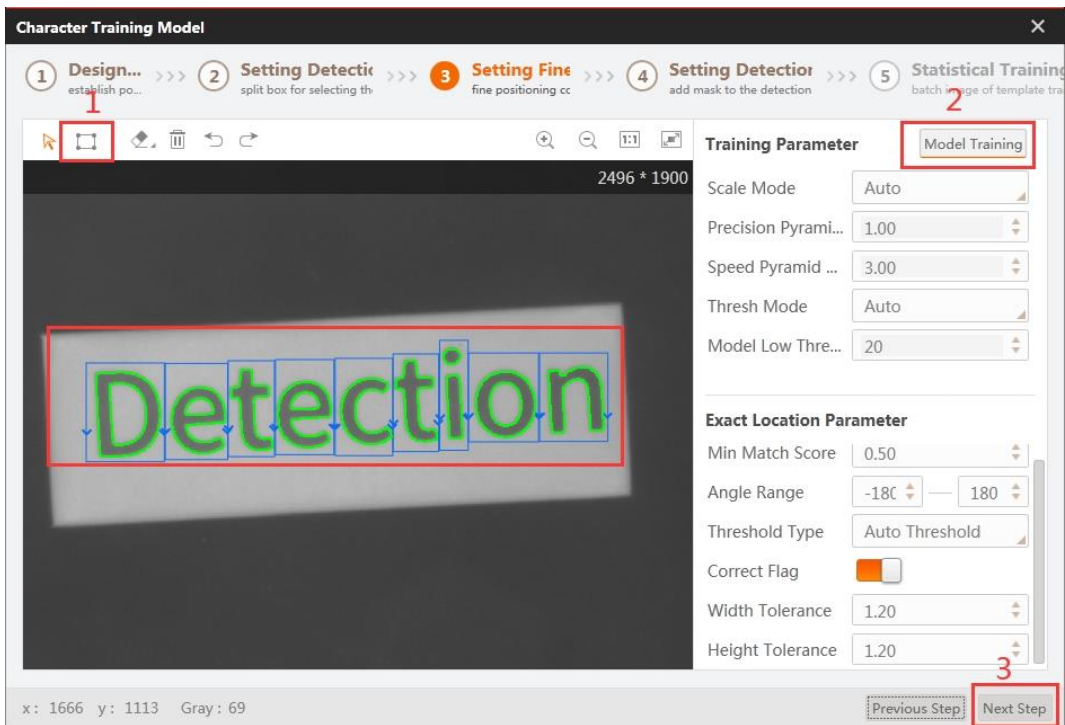 Character Training Model
1 Design... >>> 2 Setting Detectic >>> 3 Setting Fine >>> 4 Setting Detection >>> 5 Statistical Training
establish po... split box for selecting th fine positioning cc add mask to the detection batch image of template tra
1
2
Training Parameter Model Training
2496 * 1900
Scale Mode Auto
Precision Pyrami... 1.00
Speed Pyramid ... 3.00
Thresh Mode Auto
Model Low Thre... 20
Detection
Exact Location Parameter
Min Match Score 0.50
Angle Range -180 — 180
Threshold Type Auto Threshold
Correct Flag
Width Tolerance 1.20
Height Tolerance 1.20
3
x: 1666 y: 1113 Gray: 69 Previous Step Next Step